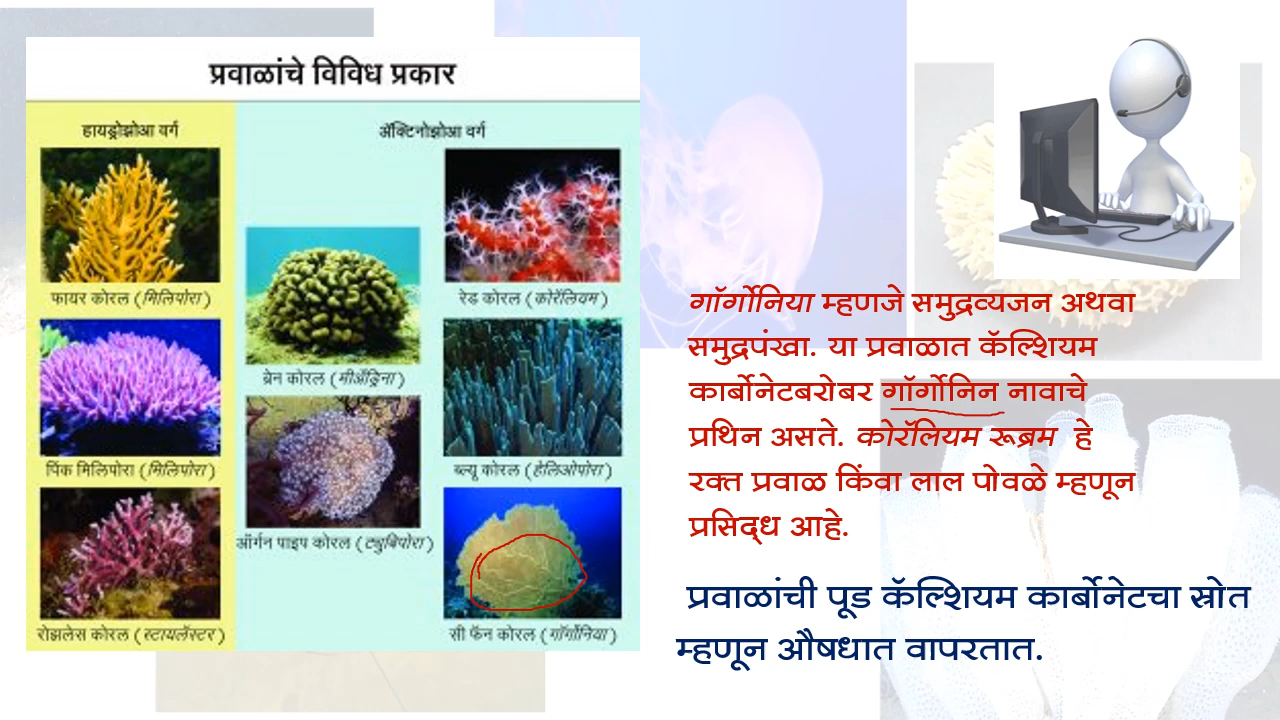 प्रवाळांचे विविध प्रकार
हायड्रोझोआ वर्ग
ॲक्टिनोझोआ वर्ग
फायर कोरल (मिलिपोरा)
रेड कोरल (कोरॅलियम)
ब्रेन कोरल (मीअँड्रिना)
पिंक मिलिपोरा (मिलिपोरा)
ब्ल्यू कोरल (हेलिओपोरा)
ऑर्गन पाइप कोरल (ट्युबिपोरा)
रोझलेस कोरल (स्टायलॅस्टर)
सी फॅन कोरल (गॉर्गोनिया)
गॉर्गोनिया म्हणजे समुद्रव्यजन अथवा
समुद्रपंखा. या प्रवाळात कॅल्शियम
कार्बोनेटबरोबर गॉर्गोनिन नावाचे
प्रथिन असते. कोरॅलियम रूब्रम हे
रक्त प्रवाळ किंवा लाल पोवळे म्हणून
प्रसिद्ध आहे.
प्रवाळांची पूड कॅल्शियम कार्बोनेटचा स्रोत
म्हणून औषधात वापरतात.